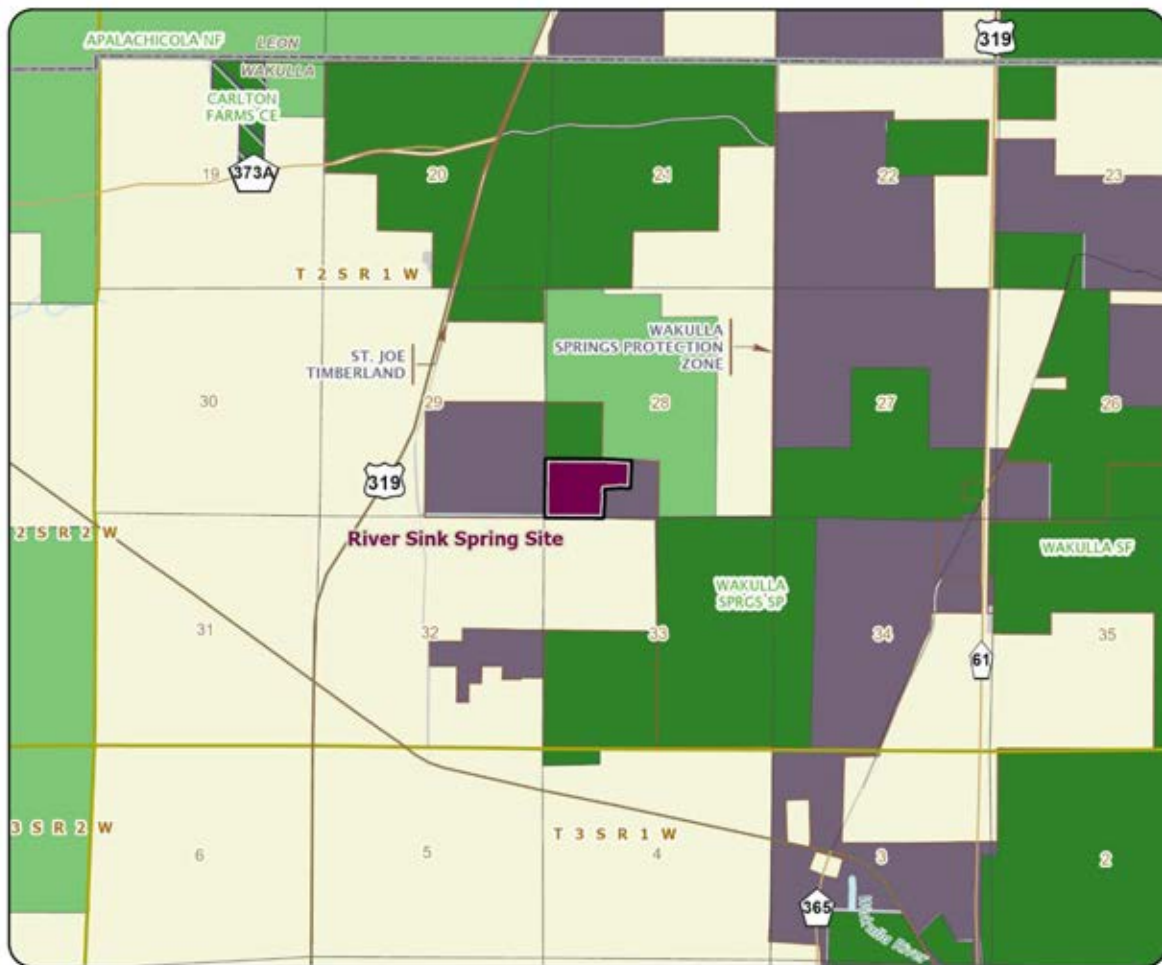 319
APALACHICOLA NF
LEON
WAKULLA
CARLTON
FARMS CE
373A
19
20
21
22
23
T 2 S R 1 W
ST. JOE
TIMBERLAND
WAKULLA
SPRINGS PROTECTION
ZONE
30
29
28
27
26
319
River Sink Spring Site
2 S R 2 W
WAKULLA
SPRGS SP
WAKULLA SF
31
32
33
34
35
61
3 S R 2 W
T 3 S R 1 W
6
5
4
3
2
365
Wakulla River